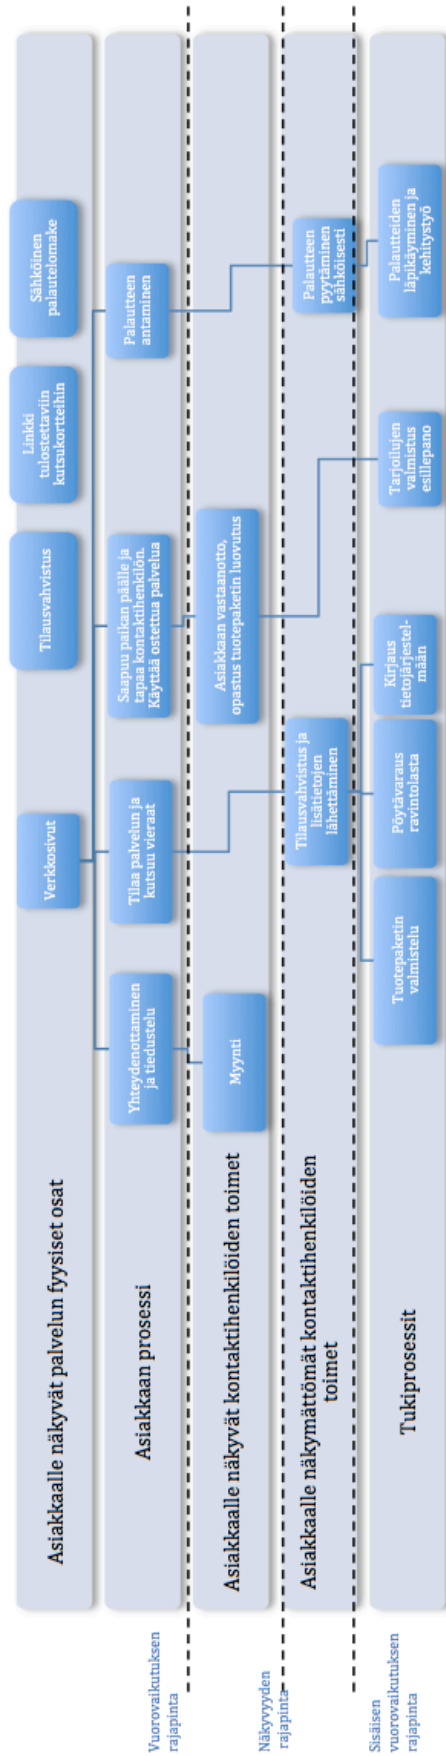 Asiakkaalle näkyvät palvelun fyysiset osat
Verkkosivut
Tilausvahvistus
Linkki
tulostettaviin
kutsukortteihin
Sähköinen
palautelomake
Asiakkaan prosessi
Yhteydenottaminen
ja tiedustelu
Tilaa palvelun ja
kutsuu vieraat
Saapuu paikan päälle ja
tapaa kontaktihenkilön.
Käyttää ostettua palvelua
Palautteen
antaminen
Vuorovaikutuksen
rajapinta
Asiakkaalle näkyvät kontaktihenkilöiden toimet
Myynti
Asiakkaan vastaanotto,
opastus tuotepaketin luovutus
Näkyvyyden
rajapinta
Asiakkaalle näkymättömät kontaktihenkilöiden
toimet
Tilausvahvistus ja
lisätietojen
lähettäminen
Palautteen
pyytäminen
sähköisesti
Sisäisen
vuorovaikutuksen
rajapinta
Tukiprosessit
Tuotepaketin
valmistelu
Pöytävaraus
ravintolasta
Kirjaus
tietojärjestel-
mään
Tarjoilujen
valmistus
esillepano
Palautteiden
läpikäyminen ja
kehitystyö